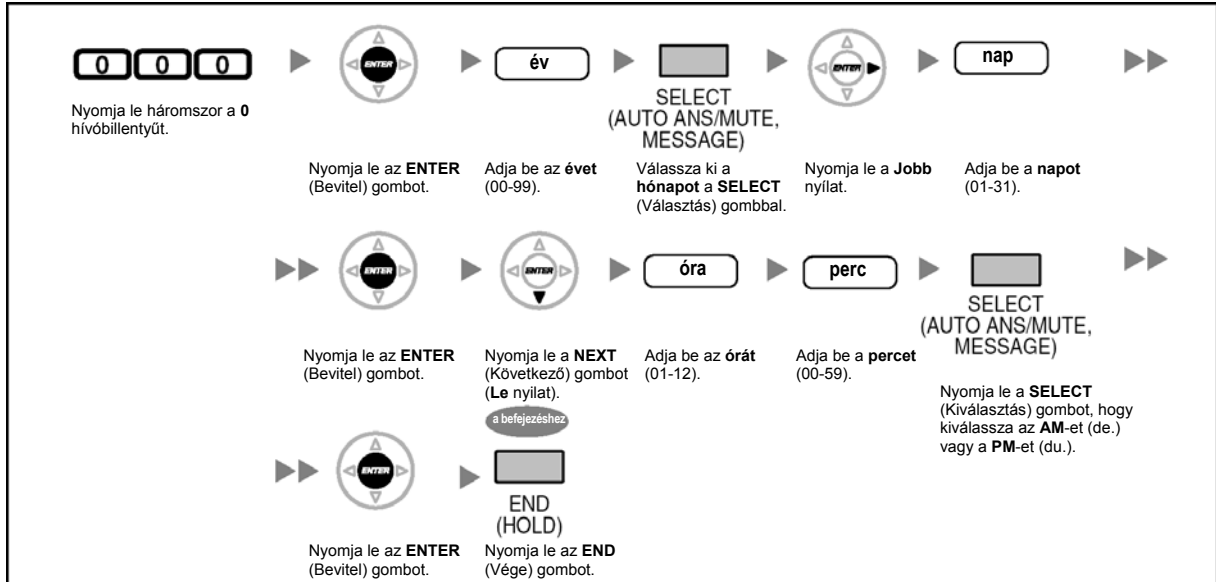 0 0 0
Nyomja le háromszor a 0
hívóbillentyűt.
ENTER
Nyomja le az ENTER
(Bevitel) gombot.
év
Adja be az évet
(00-99).
SELECT
(AUTO ANS/MUTE,
MESSAGE)
Válassza ki a
hónapot a SELECT
(Választás) gombbal.
ENTER
Nyomja le a Jobb
nyílat.
nap
Adja be a napot
(01-31).
ENTER
Nyomja le az ENTER
(Bevitel) gombot.
ENTER
Nyomja le a NEXT
(Következő) gombot
(Le nyilat).
óra
Adja be az órát
(01-12).
perc
Adja be a percet
(00-59).
SELECT
(AUTO ANS/MUTE,
MESSAGE)
Nyomja le a SELECT
(Kiválasztás) gombot, hogy
kiválassza az AM-et (de.)
vagy a PM-et (du.).
ENTER
Nyomja le az ENTER
(Bevitel) gombot.
a befejezéshez
END
(HOLD)
Nyomja le az END
(Vége) gombot.